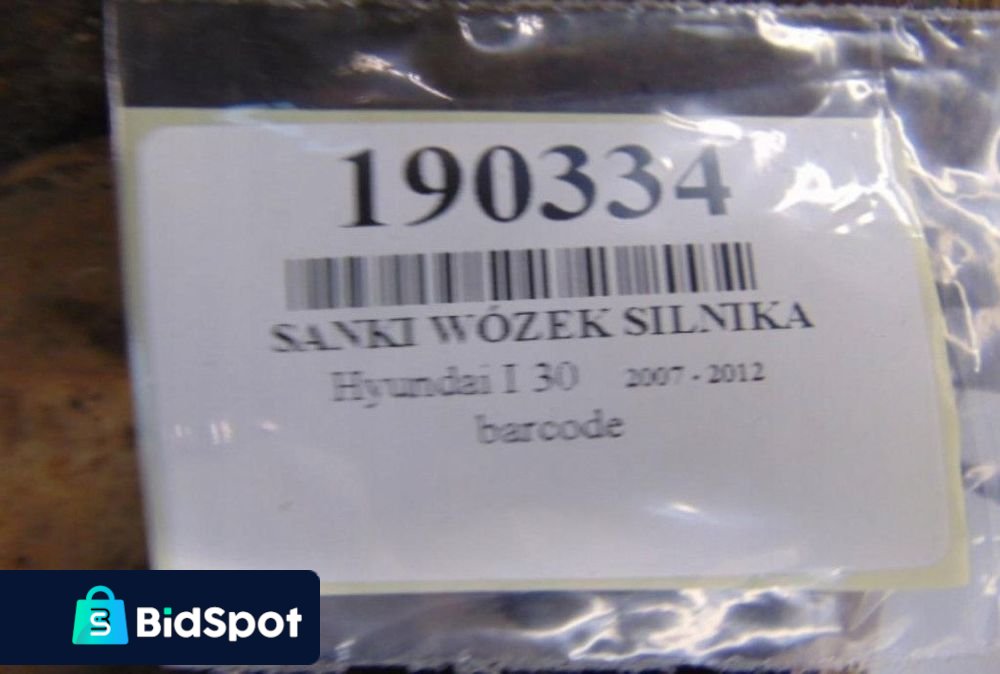 190334
SANKI WÓZEK SILNIKA
Hyundai I 30 2007 - 2012
barcode
BidSpot